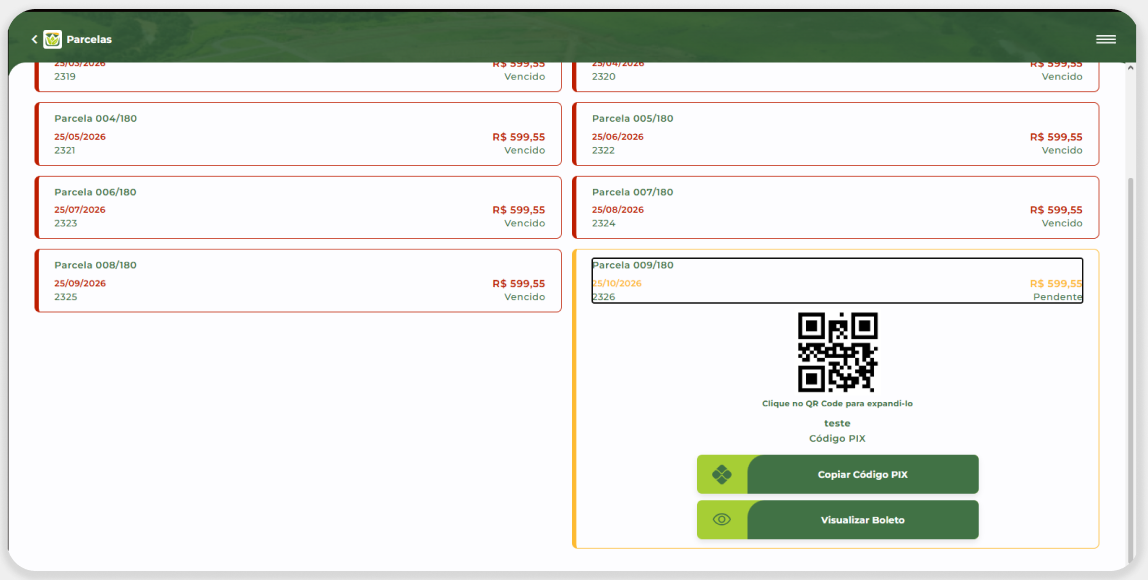 Parcelas
25/03/2026
R$ 599,55
2319
Vencido
25/04/2026
R$ 599,55
2320
Vencido
Parcela 004/180
25/05/2026
R$ 599,55
2321
Vencido
Parcela 005/180
25/06/2026
R$ 599,55
2322
Vencido
Parcela 006/180
25/07/2026
R$ 599,55
2323
Vencido
Parcela 007/180
25/08/2026
R$ 599,55
2324
Vencido
Parcela 008/180
25/09/2026
R$ 599,55
2325
Vencido
Parcela 009/180
25/10/2026
R$ 599,55
2326
Pendente
Clique no QR Code para expandi-lo
teste
Código PIX
Copiar Código PIX
Visualizar Boleto